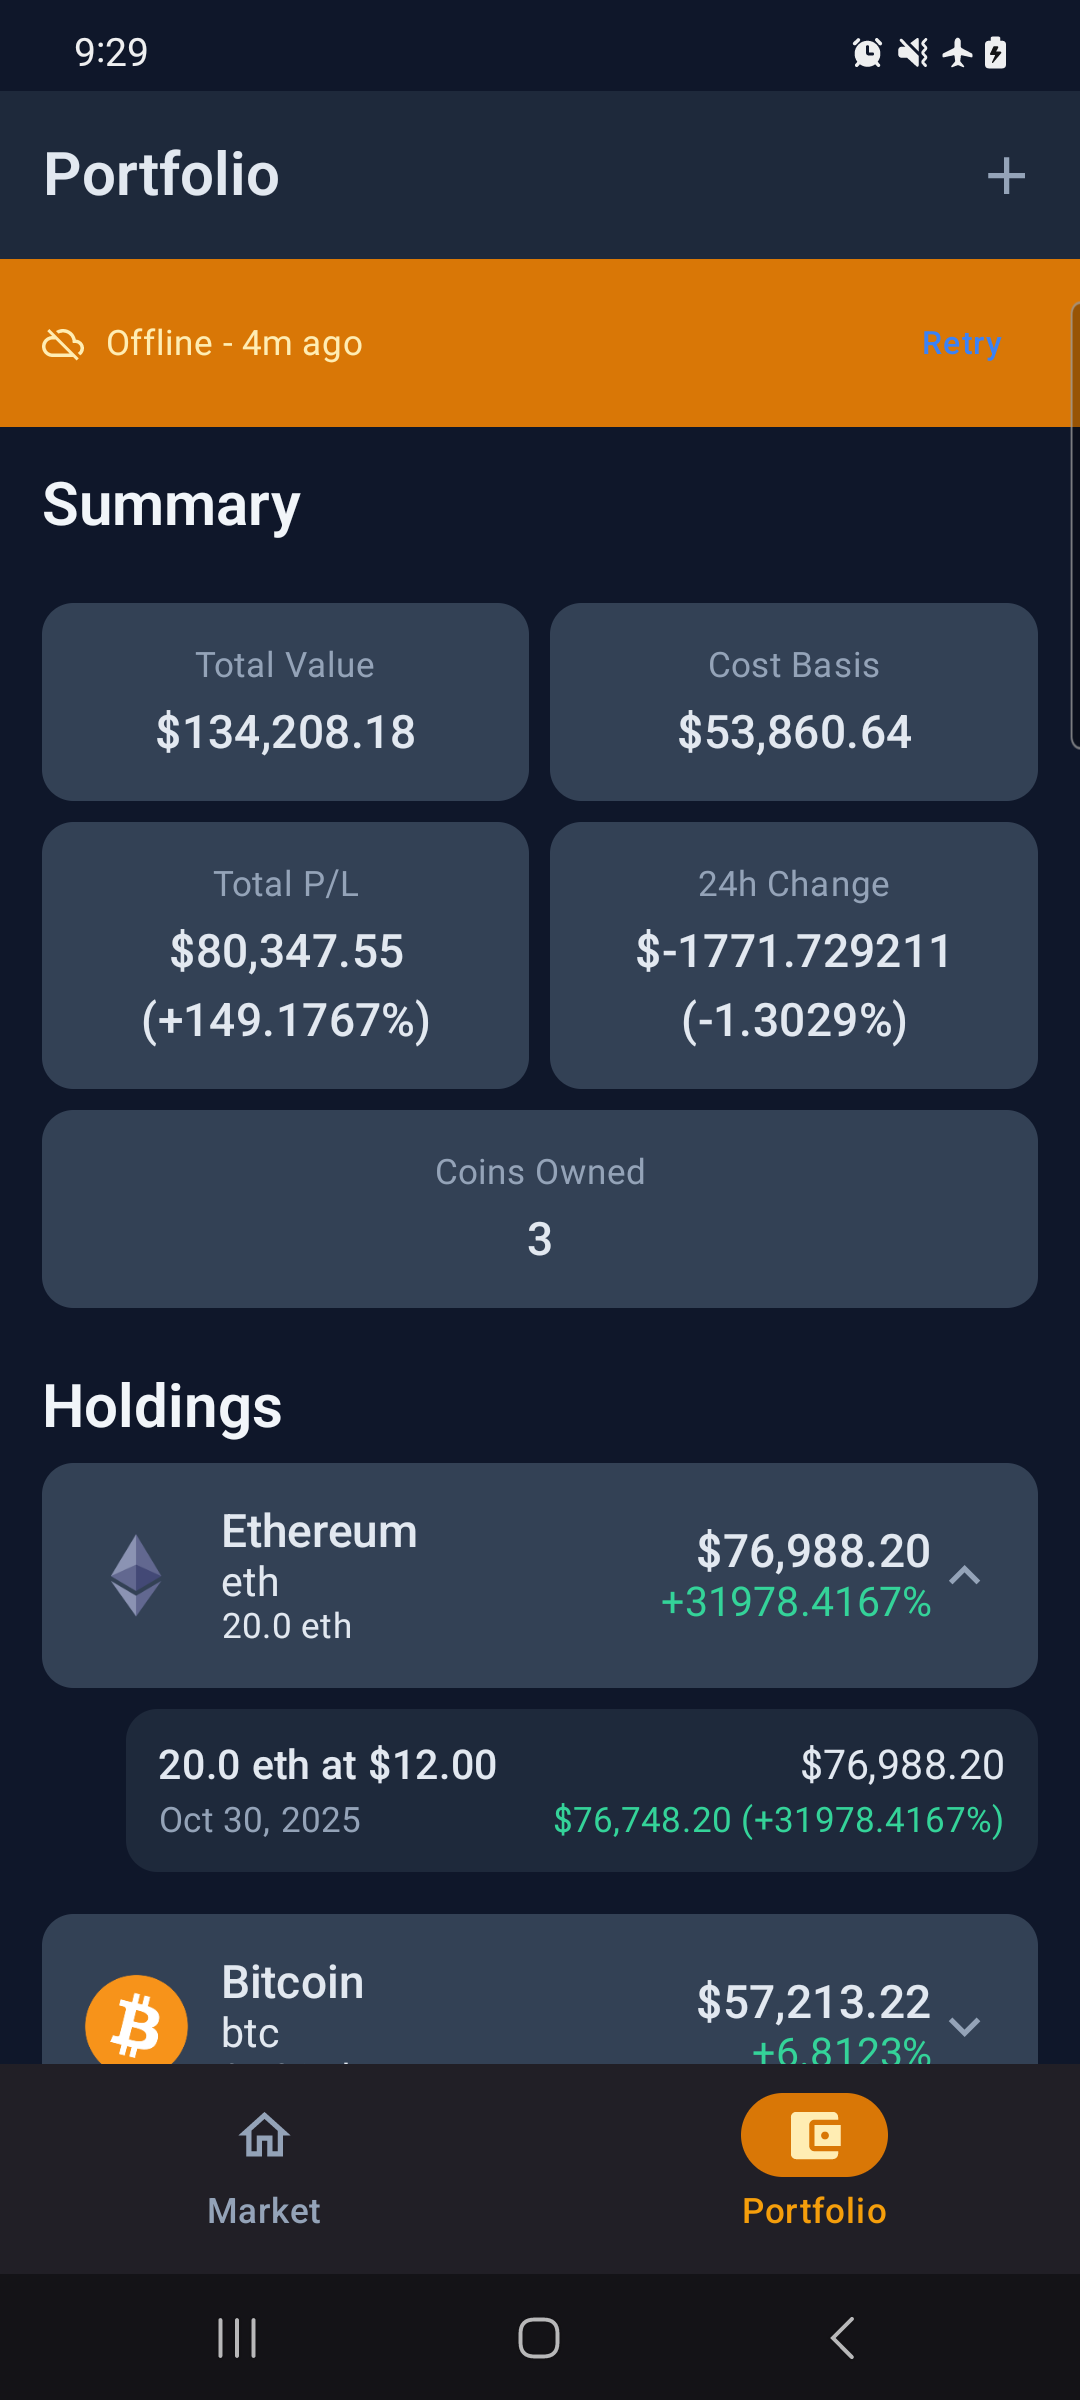 9:29
Portfolio
Offline - 4m ago
Retry
Summary
Total Value
$134,208.18
Cost Basis
$53,860.64
Total P/L
$80,347.55
(+149.1767%)
24h Change
$-1771.729211
(-1.3029%)
Coins Owned
3
Holdings
Ethereum
eth
20.0 eth
$76,988.20
+31978.4167%
20.0 eth at $12.00
$76,988.20
Oct 30, 2025
$76,748.20 (+31978.4167%)
Bitcoin
btc
$57,213.22
+6.8123%
Market
Portfolio